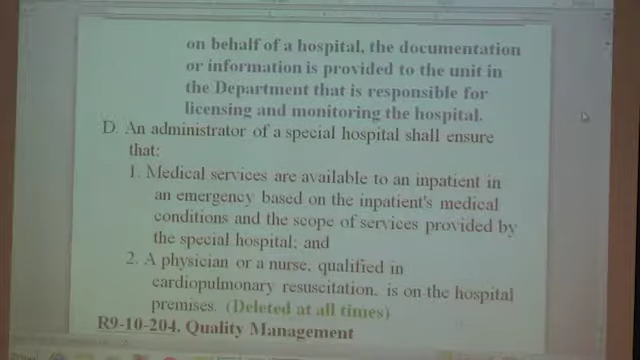 on behalf of a hospital, the documentation
or information is provided to the unit in
the Department that is responsible for
licensing and monitoring the hospital.
D. An administrator of a special hospital shall ensure
that:
1. Medical services are available to an inpatient in
an emergency based on the inpatient's medical
conditions and the scope of services provided by
the special hospital; and
2. A physician or a nurse, qualified in
cardiopulmonary resuscitation, is on the hospital
premises. (Deleted at all times)
R9-10-204. Quality Management